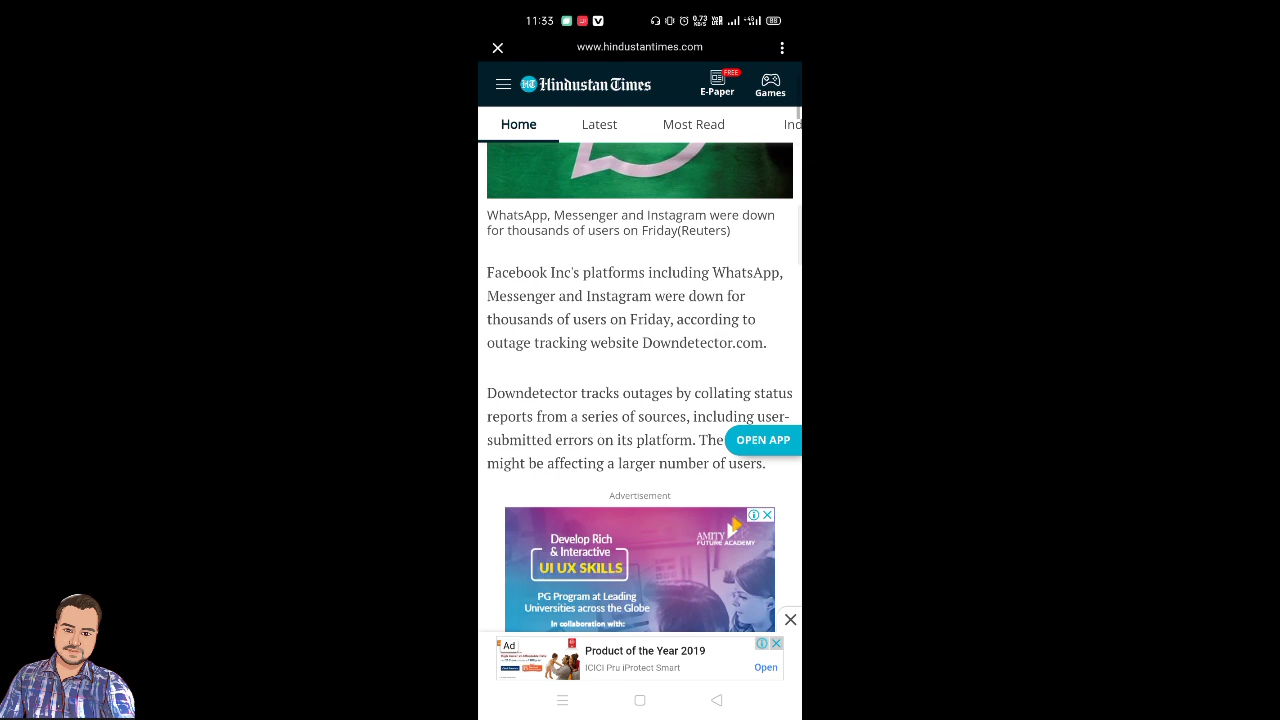 11:33
0.73
KB/S
www.hindustantimes.com
HT Hindustan Times
FREE
E-Paper
Games
Home Latest Most Read Ind
WhatsApp, Messenger and Instagram were down
for thousands of users on Friday(Reuters)
Facebook Inc's platforms including WhatsApp,
Messenger and Instagram were down for
thousands of users on Friday, according to
outage tracking website Downdetector.com.
Downdetector tracks outages by collating status
reports from a series of sources, including user-
submitted errors on its platform. The
OPEN APP
might be affecting a larger number of users.
Advertisement
AMITY
FUTURE ACADEMY
Develop Rich
& Interactive
UI UX SKILLS
PG Program at Leading
Universities across the Globe
In collaboration with:
Ad
Product of the Year 2019
ICICI Pru iProtect Smart
Open